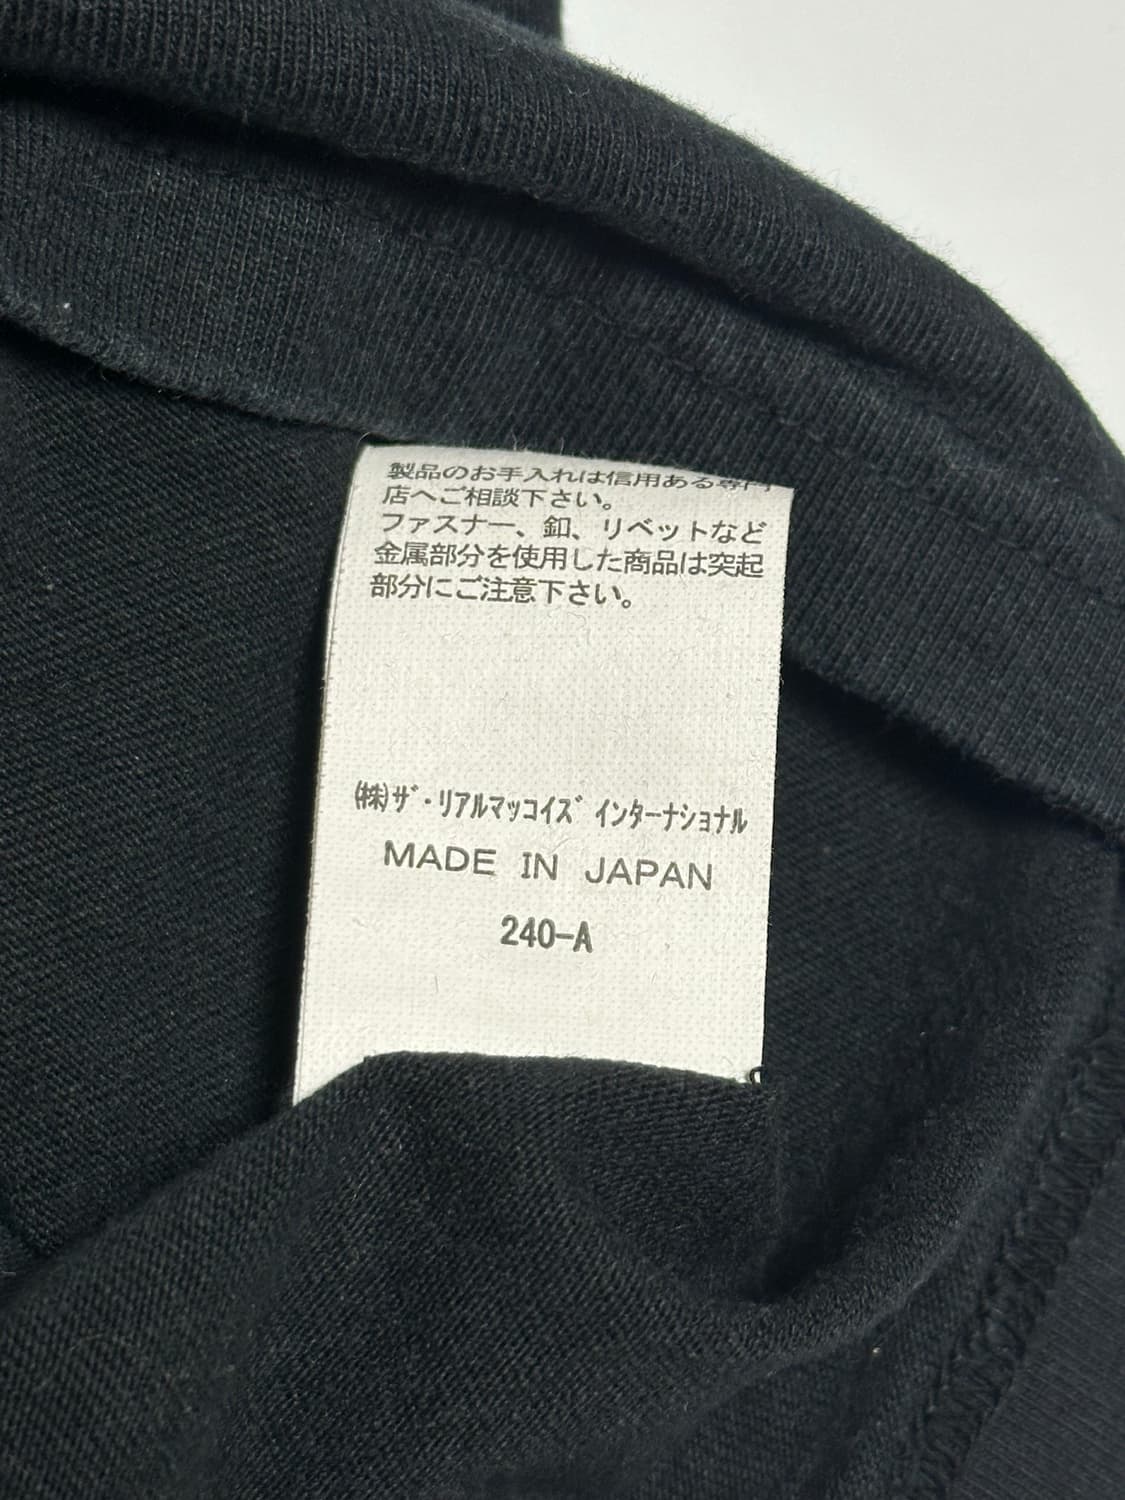 製品のお手入れは信用ある専門
店へご相談下さい。
ファスナー、釦、リベットなど
金属部分を使用した商品は突起
部分にご注意下さい。
(株)ザ・リアルマッコイズ インターナショナル
MADE IN JAPAN
240-A